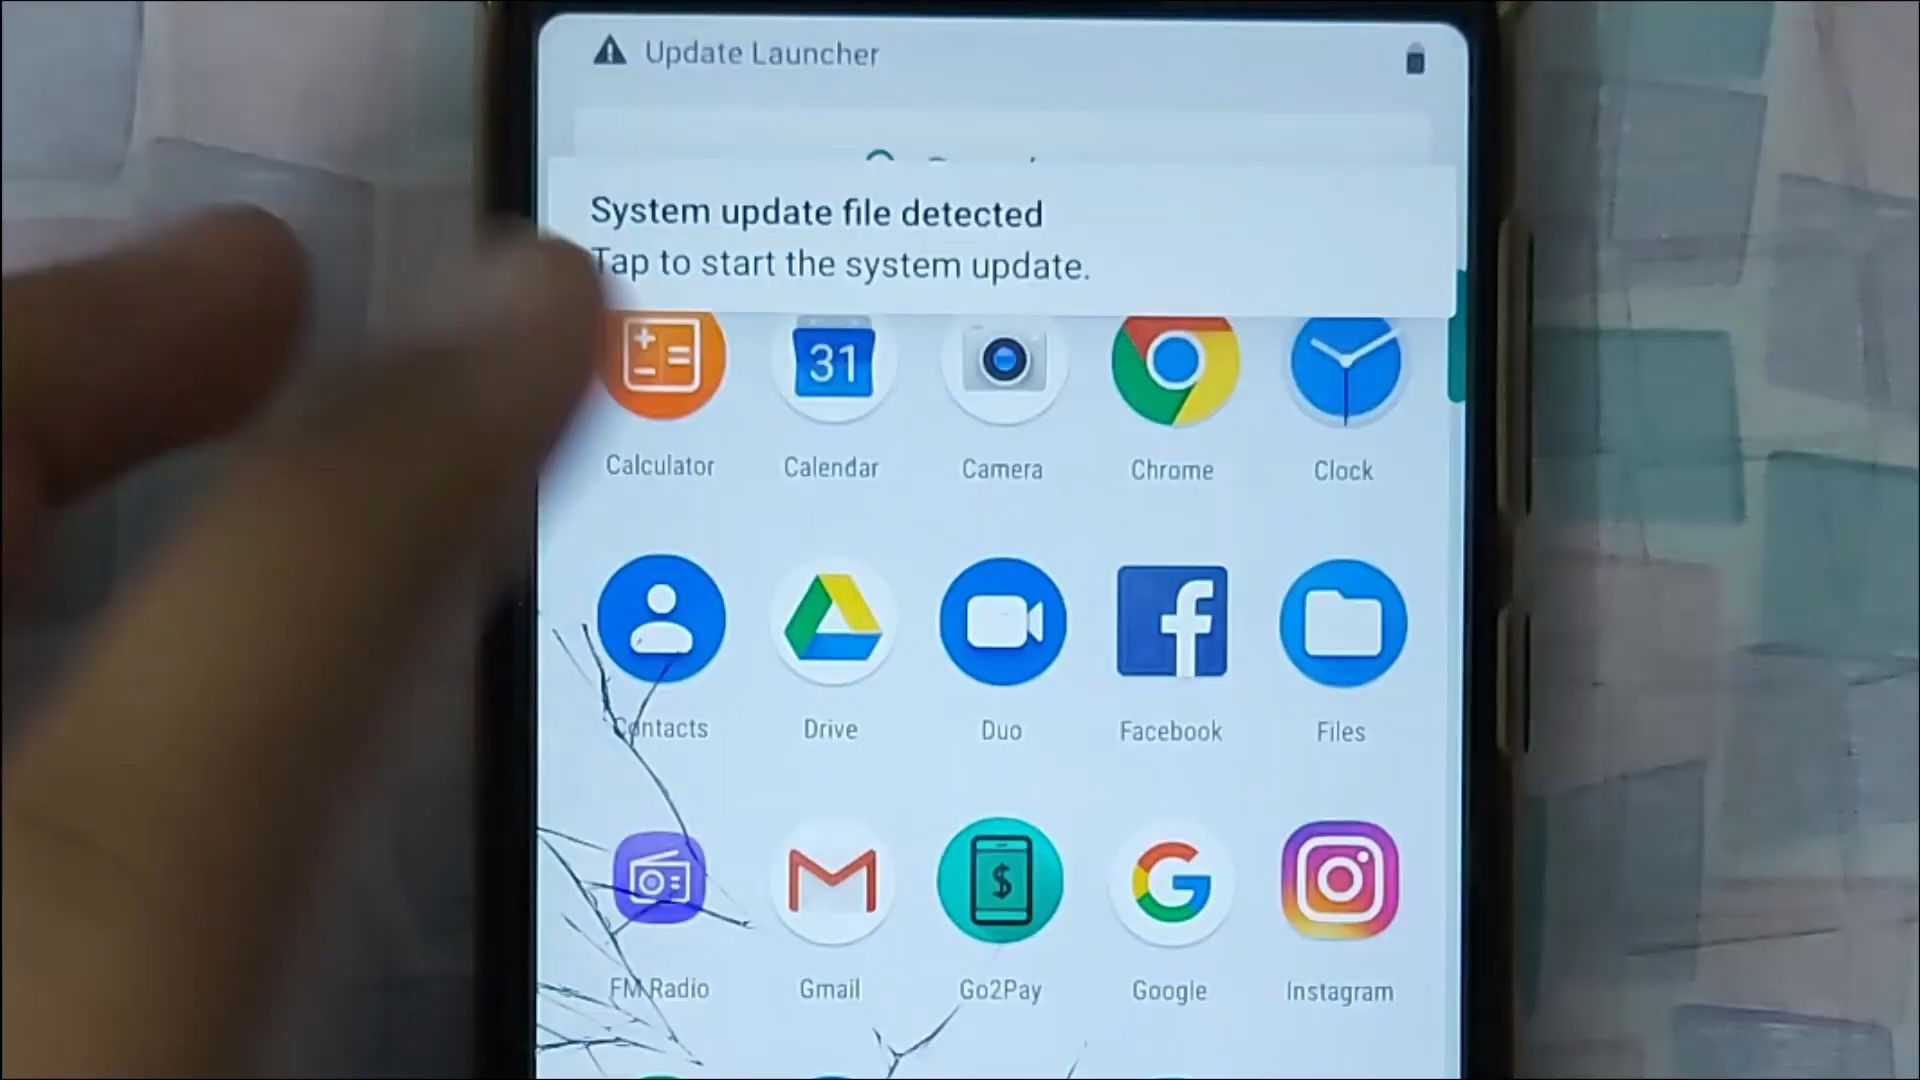 Update Launcher
System update file detected
Tap to start the system update.
31
Calculator Calendar Camera Chrome Clock
Contacts Drive Duo Facebook Files
FM Radio Gmail Go2Pay Google Instagram